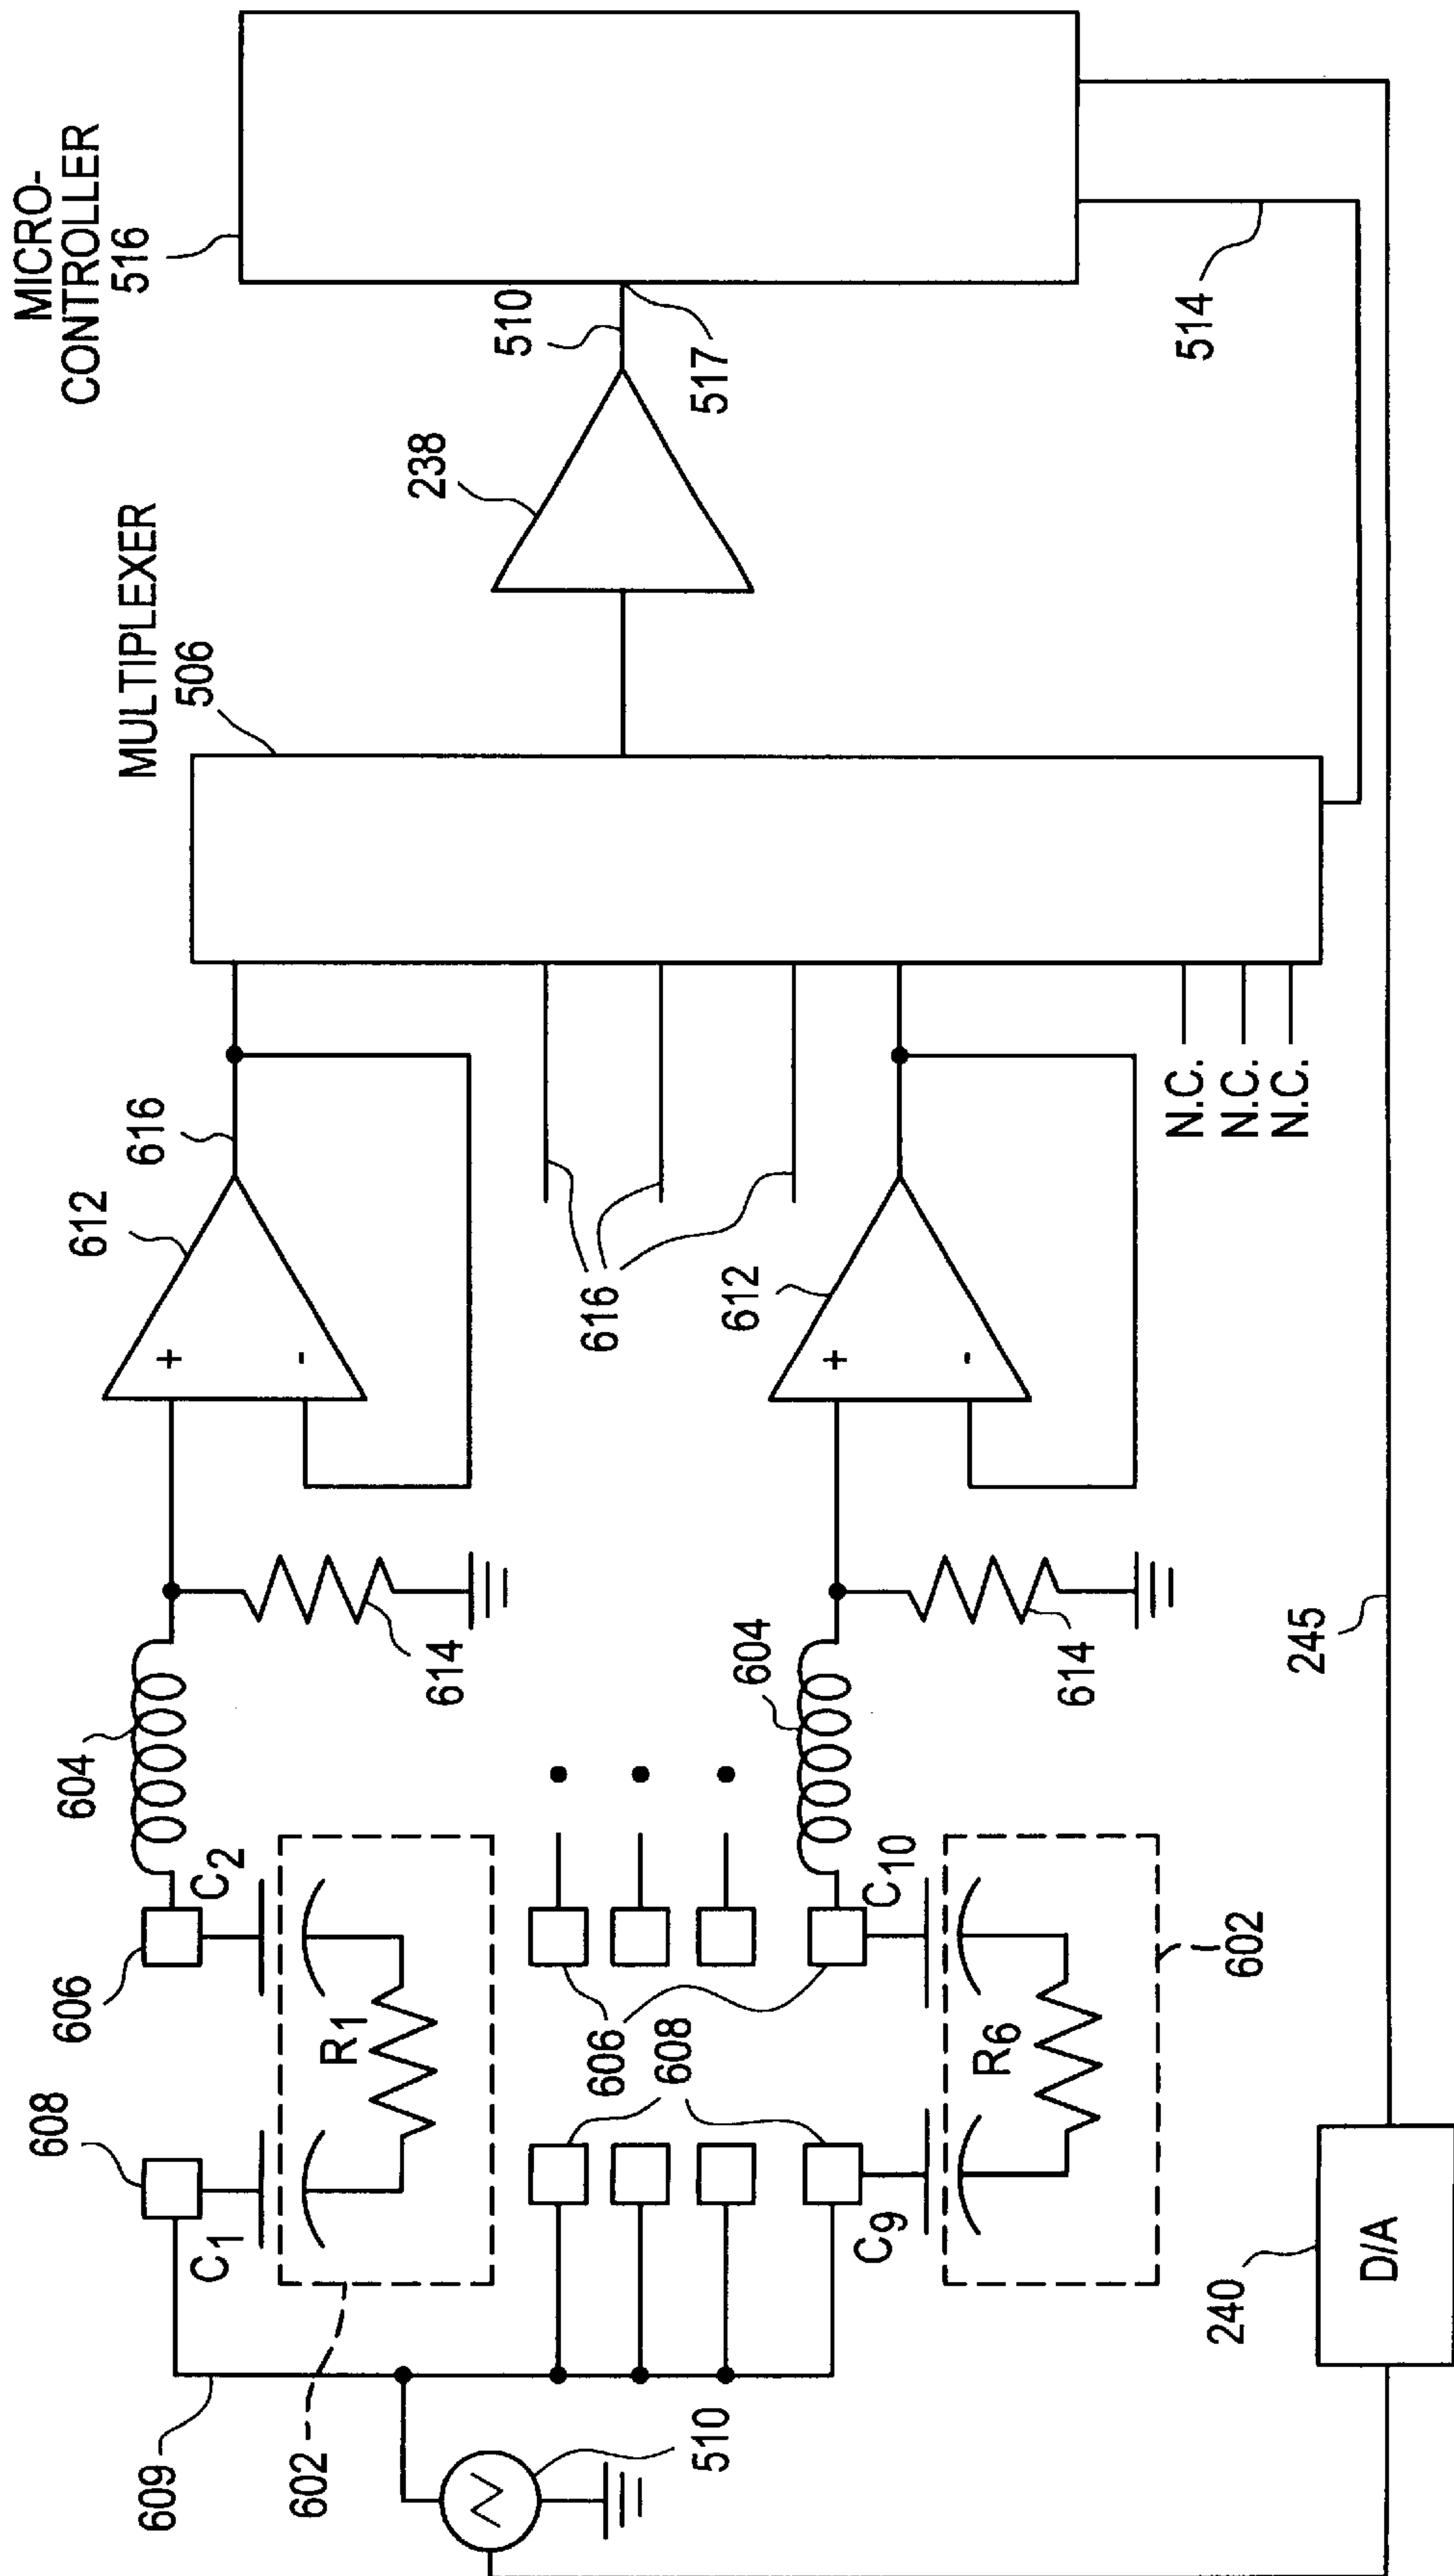 MICRO-
CONTROLLER
516
MULTIPLEXER
506
238
510
517
514
616
612
+
-
616
612
+
-
N.C.
N.C.
N.C.
604
614
604
614
245
608
606
C1
C2
R1
602
606
608
C9
C10
R6
602
609
510
240
D/A